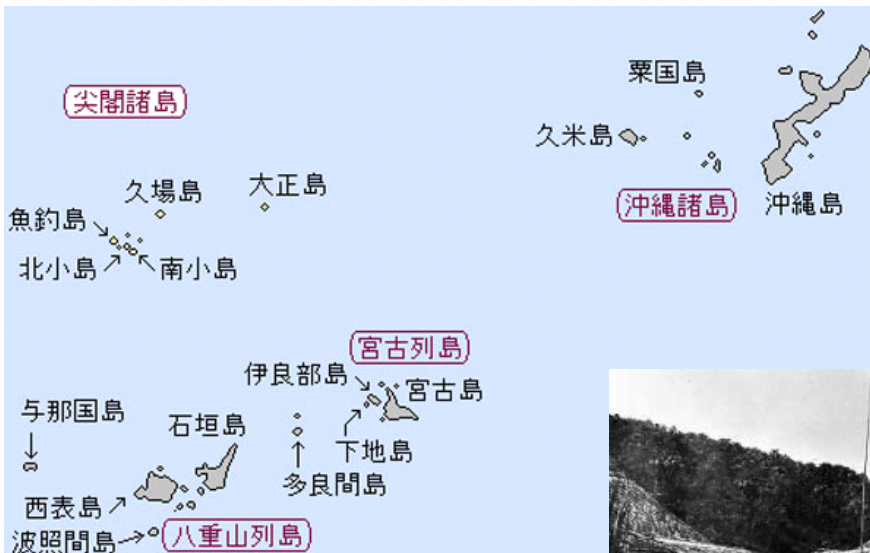 粟国島
尖閣諸島
久米島
久場島
大正島
沖縄諸島
沖縄島
魚釣島
北小島
南小島
宮古列島
伊良部島
宮古島
与那国島
石垣島
下地島
多良間島
西表島
波照間島
八重山列島